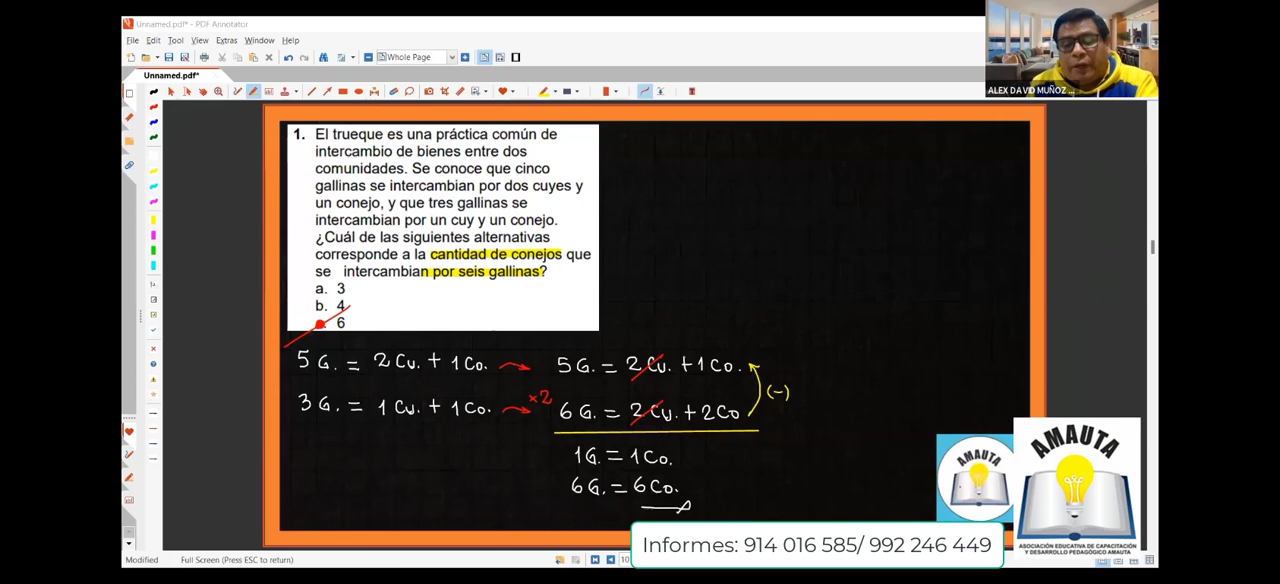 Unnamed.pdf* - PDF Annotator
File Edit Tool View Extras Window Help
Whole Page
Unnamed.pdf*
ALEX DAVID MUÑOZ ...
1. El trueque es una práctica común de
intercambio de bienes entre dos
comunidades. Se conoce que cinco
gallinas se intercambian por dos cuyes y
un conejo, y que tres gallinas se
intercambian por un cuy y un conejo.
¿Cuál de las siguientes alternativas
corresponde a la cantidad de conejos que
se intercambian por seis gallinas?
a. 3
b. 4
6
5 G. = 2 Cu. + 1 Co.
3 G. = 1 Cu. + 1 Co.
×2
5 G. = 2 Cu. + 1 Co.
6 G. = 2 Cu. + 2 Co
(-)
1 G. = 1 Co.
6 G. = 6 Co.
AMAUTA
AMAUTA
ASOCIACIÓN EDUCATIVA DE CAPACITACIÓN
Y DESARROLLO PEDAGÓGICO AMAUTA
Informes: 914 016 585/ 992 246 449
Modified Full Screen (Press ESC to return)
10